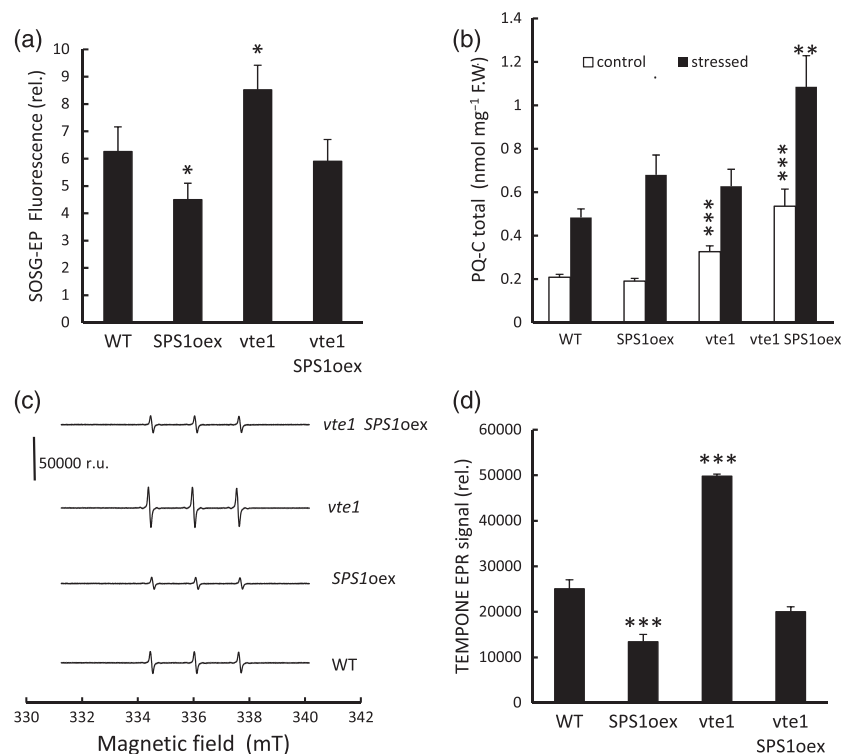 (a)
SOSG-EP Fluorescence (rel.)
10
9
8
7
6
5
4
3
2
1
0
*
*
WT
SPS1oex
vte1
vte1
SPS1oex
(b)
PQ-C total (nmol mg⁻¹ F.W.)
1.4
1.2
1
0.8
0.6
0.4
0.2
0
control
stressed
***
***
**
WT
SPS1oex
vte1
vte1 SPS1oex
(c)
vte1 SPS1oex
50000 r.u.
vte1
SPS1oex
WT
330
332
334
336
338
340
342
Magnetic field (mT)
(d)
TEMPONE EPR signal (rel.)
60000
50000
40000
30000
20000
10000
0
***
***
WT
SPS1oex
vte1
vte1
SPS1oex